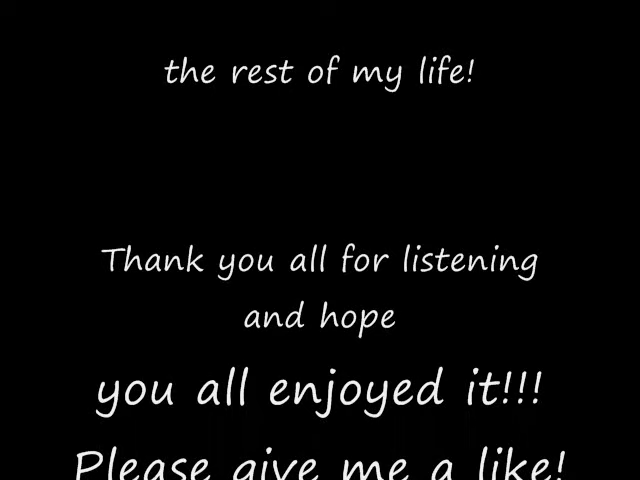 the rest of my life!
Thank you all for listening
and hope
you all enjoyed it!!!
Please give me a like!